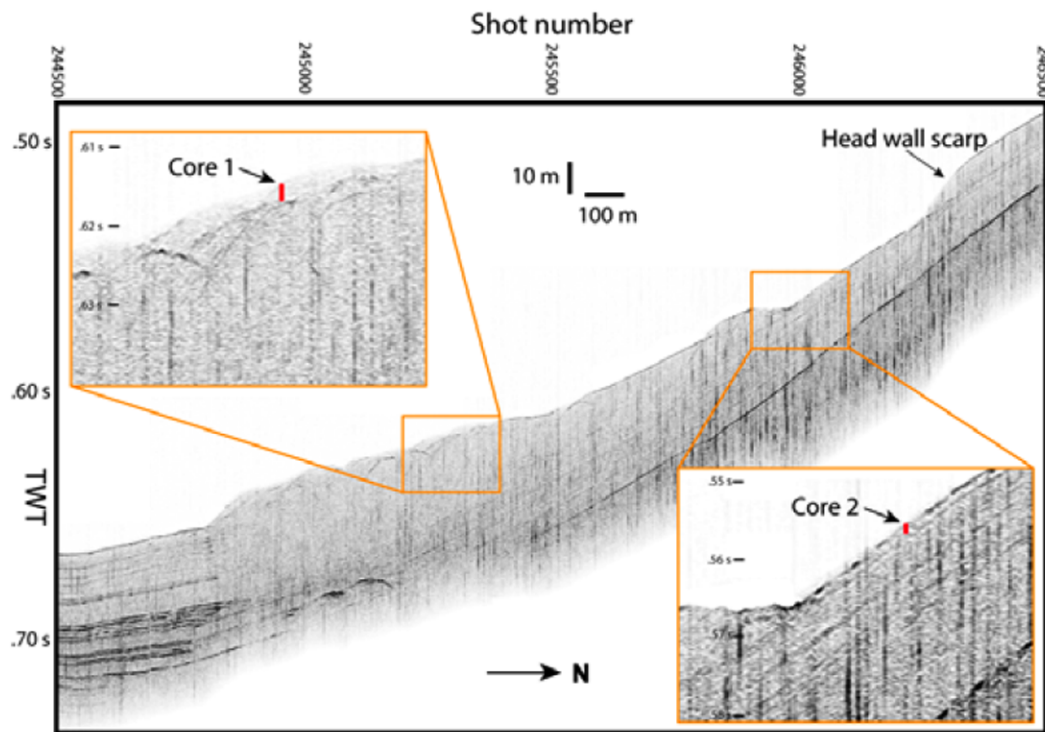 Shot number
244500
245000
245500
246000
246500
.50 s
.60 s
TWT
.70 s
.61 s
Core 1
.62 s
.63 s
10 m
100 m
Head wall scarp
.55 s
Core 2
.56 s
.57 s
N